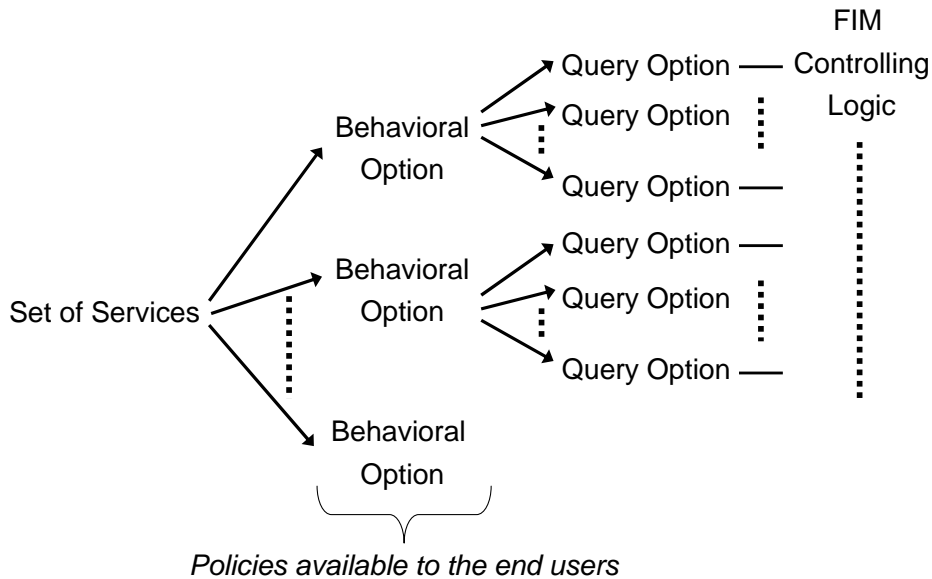 FIM
Controlling
Logic
Query Option
Query Option
Query Option
Behavioral
Option
Query Option
Query Option
Query Option
Behavioral
Option
Set of Services
Behavioral
Option
Policies available to the end users